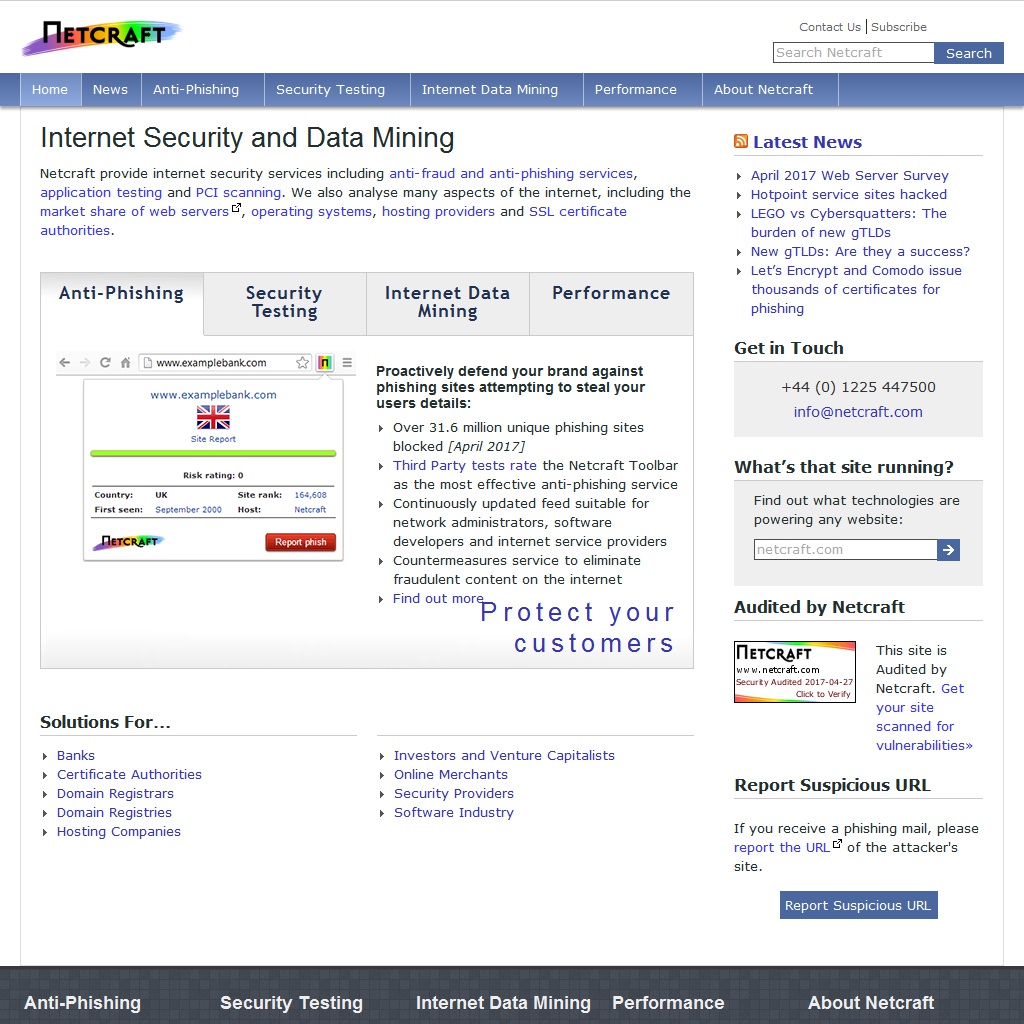 NETCRAFT
Contact Us | Subscribe
Search Netcraft
Search
Home
News
Anti-Phishing
Security Testing
Internet Data Mining
Performance
About Netcraft
Internet Security and Data Mining
Netcraft provide internet security services including anti-fraud and anti-phishing services,
application testing and PCI scanning. We also analyse many aspects of the internet, including the
market share of web servers, operating systems, hosting providers and SSL certificate
authorities.
Anti-Phishing
Security
Testing
Internet Data
Mining
Performance
www.examplebank.com
www.examplebank.com
Site Report
Risk rating: 0
Country: UK Site rank: 164,608
First seen: September 2000 Host: Netcraft
NETCRAFT
Report phish
Proactively defend your brand against
phishing sites attempting to steal your
users details:
Over 31.6 million unique phishing sites
blocked [April 2017]
Third Party tests rate the Netcraft Toolbar
as the most effective anti-phishing service
Continuously updated feed suitable for
network administrators, software
developers and internet service providers
Countermeasures service to eliminate
fraudulent content on the internet
Find out more
Protect your
customers
Solutions For...
Banks
Certificate Authorities
Domain Registrars
Domain Registries
Hosting Companies
Investors and Venture Capitalists
Online Merchants
Security Providers
Software Industry
Latest News
April 2017 Web Server Survey
Hotpoint service sites hacked
LEGO vs Cybersquatters: The
burden of new gTLDs
New gTLDs: Are they a success?
Let’s Encrypt and Comodo issue
thousands of certificates for
phishing
Get in Touch
+44 (0) 1225 447500
info@netcraft.com
What’s that site running?
Find out what technologies are
powering any website:
netcraft.com
Audited by Netcraft
NETCRAFT
www.netcraft.com
Security Audited 2017-04-27
Click to Verify
This site is
Audited by
Netcraft. Get
your site
scanned for
vulnerabilities»
Report Suspicious URL
If you receive a phishing mail, please
report the URL of the attacker's
site.
Report Suspicious URL
Anti-Phishing
Security Testing
Internet Data Mining
Performance
About Netcraft